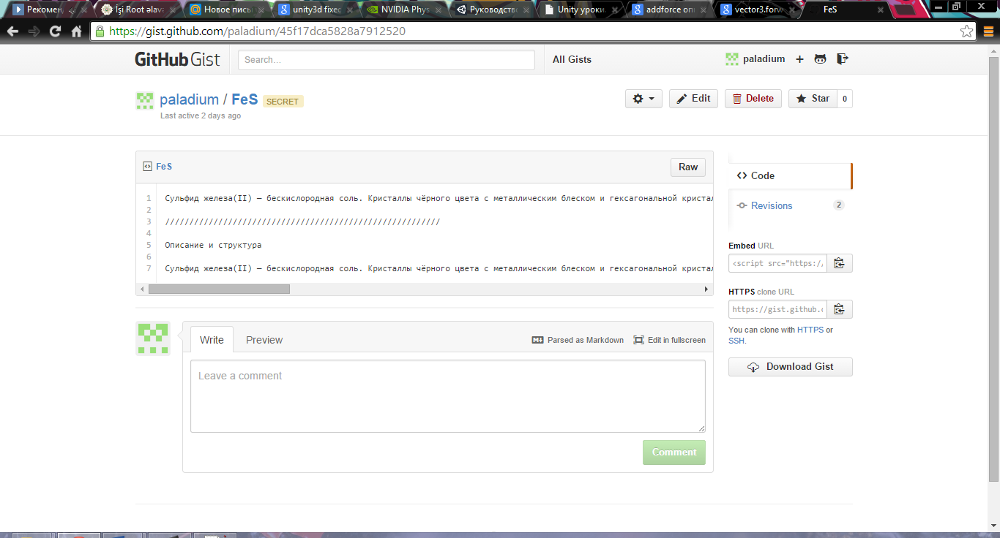 Рекомен
İşi Root əlava
Новое пись
unity3d fixed
NVIDIA Phys
Руководство
Unity уроки.
addforce onl
vector3.forw
FeS
https://gist.github.com/paladium/45f17dca5828a7912520
GitHub Gist
Search...
All Gists
paladium
paladium / FeS SECRET
Last active 2 days ago
Edit
Delete
Star 0
FeS
Raw
1 Сульфид железа(II) — бескислородная соль. Кристаллы чёрного цвета с металлическим блеском и гексагональной кристал
2
3 /////////////////////////////////////////////////////////
4
5 Описание и структура
6
7 Сульфид железа(II) — бескислородная соль. Кристаллы чёрного цвета с металлическим блеском и гексагональной кристал
Code
Revisions 2
Embed URL
<script src="https:/
HTTPS clone URL
https://gist.github.c
You can clone with HTTPS or
SSH.
Download Gist
Write
Preview
Parsed as Markdown
Edit in fullscreen
Leave a comment
Comment